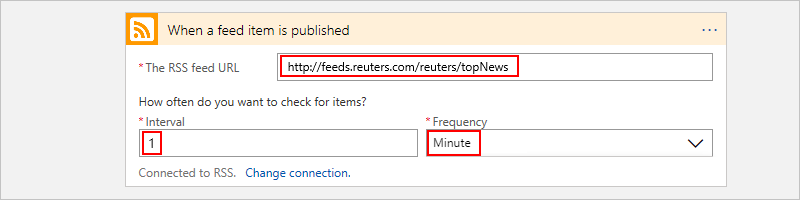 When a feed item is published
...
* The RSS feed URL
http://feeds.reuters.com/reuters/topNews
How often do you want to check for items?
* Interval
* Frequency
1
Minute
Connected to RSS. Change connection.